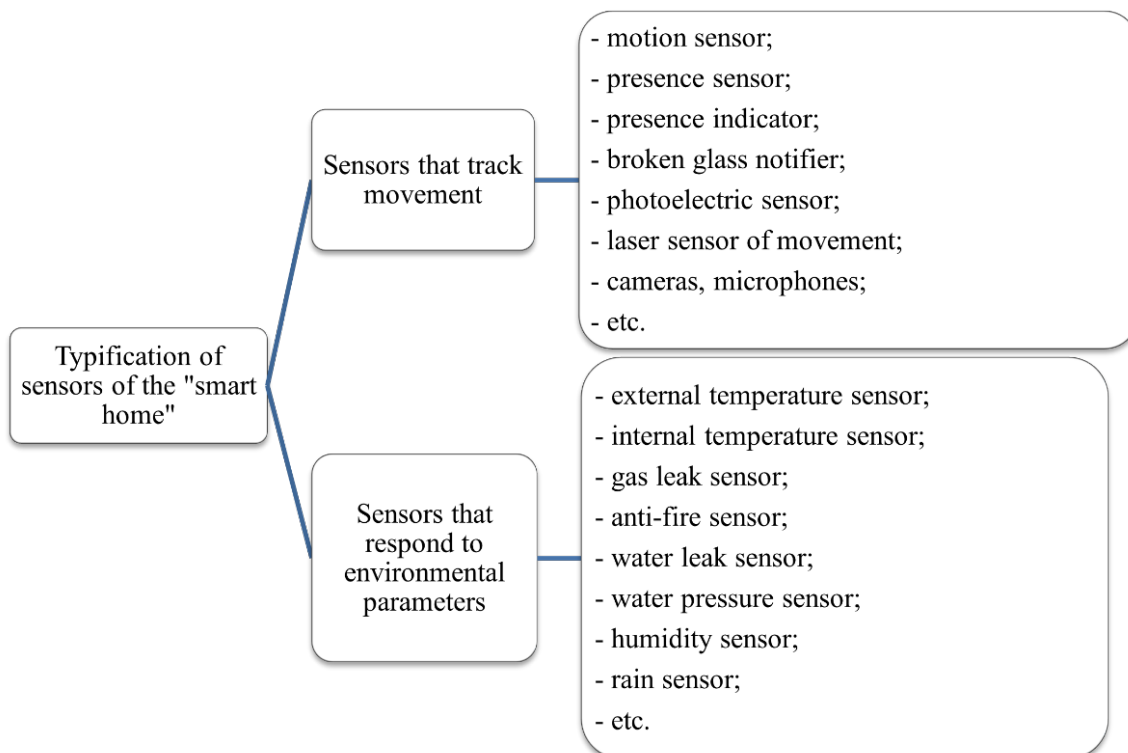 Typification of
sensors of the "smart
home"
Sensors that track
movement
- motion sensor;
- presence sensor;
- presence indicator;
- broken glass notifier;
- photoelectric sensor;
- laser sensor of movement;
- cameras, microphones;
- etc.
Sensors that
respond to
environmental
parameters
- external temperature sensor;
- internal temperature sensor;
- gas leak sensor;
- anti-fire sensor;
- water leak sensor;
- water pressure sensor;
- humidity sensor;
- rain sensor;
- etc.